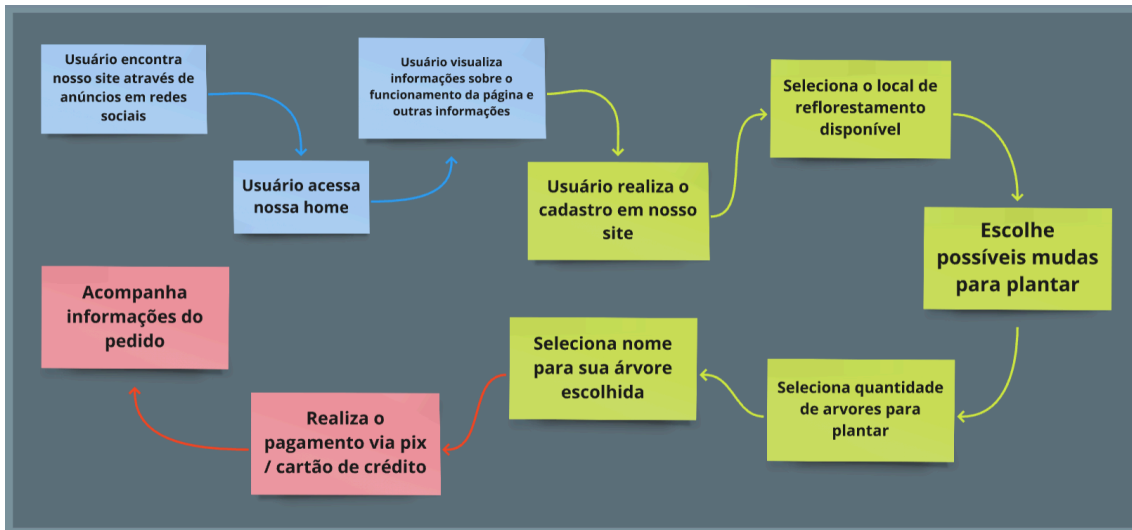 Usuário encontra
nosso site através de
anúncios em redes
sociais
Usuário acessa
nossa home
Usuário visualiza
informações sobre o
funcionamento da página e
outras informações
Usuário realiza o
cadastro em nosso
site
Seleciona o local de
reflorestamento
disponível
Escolhe
possíveis mudas
para plantar
Seleciona quantidade
de arvores para
plantar
Seleciona nome
para sua árvore
escolhida
Realiza o
pagamento via pix
/ cartão de crédito
Acompanha
informações do
pedido